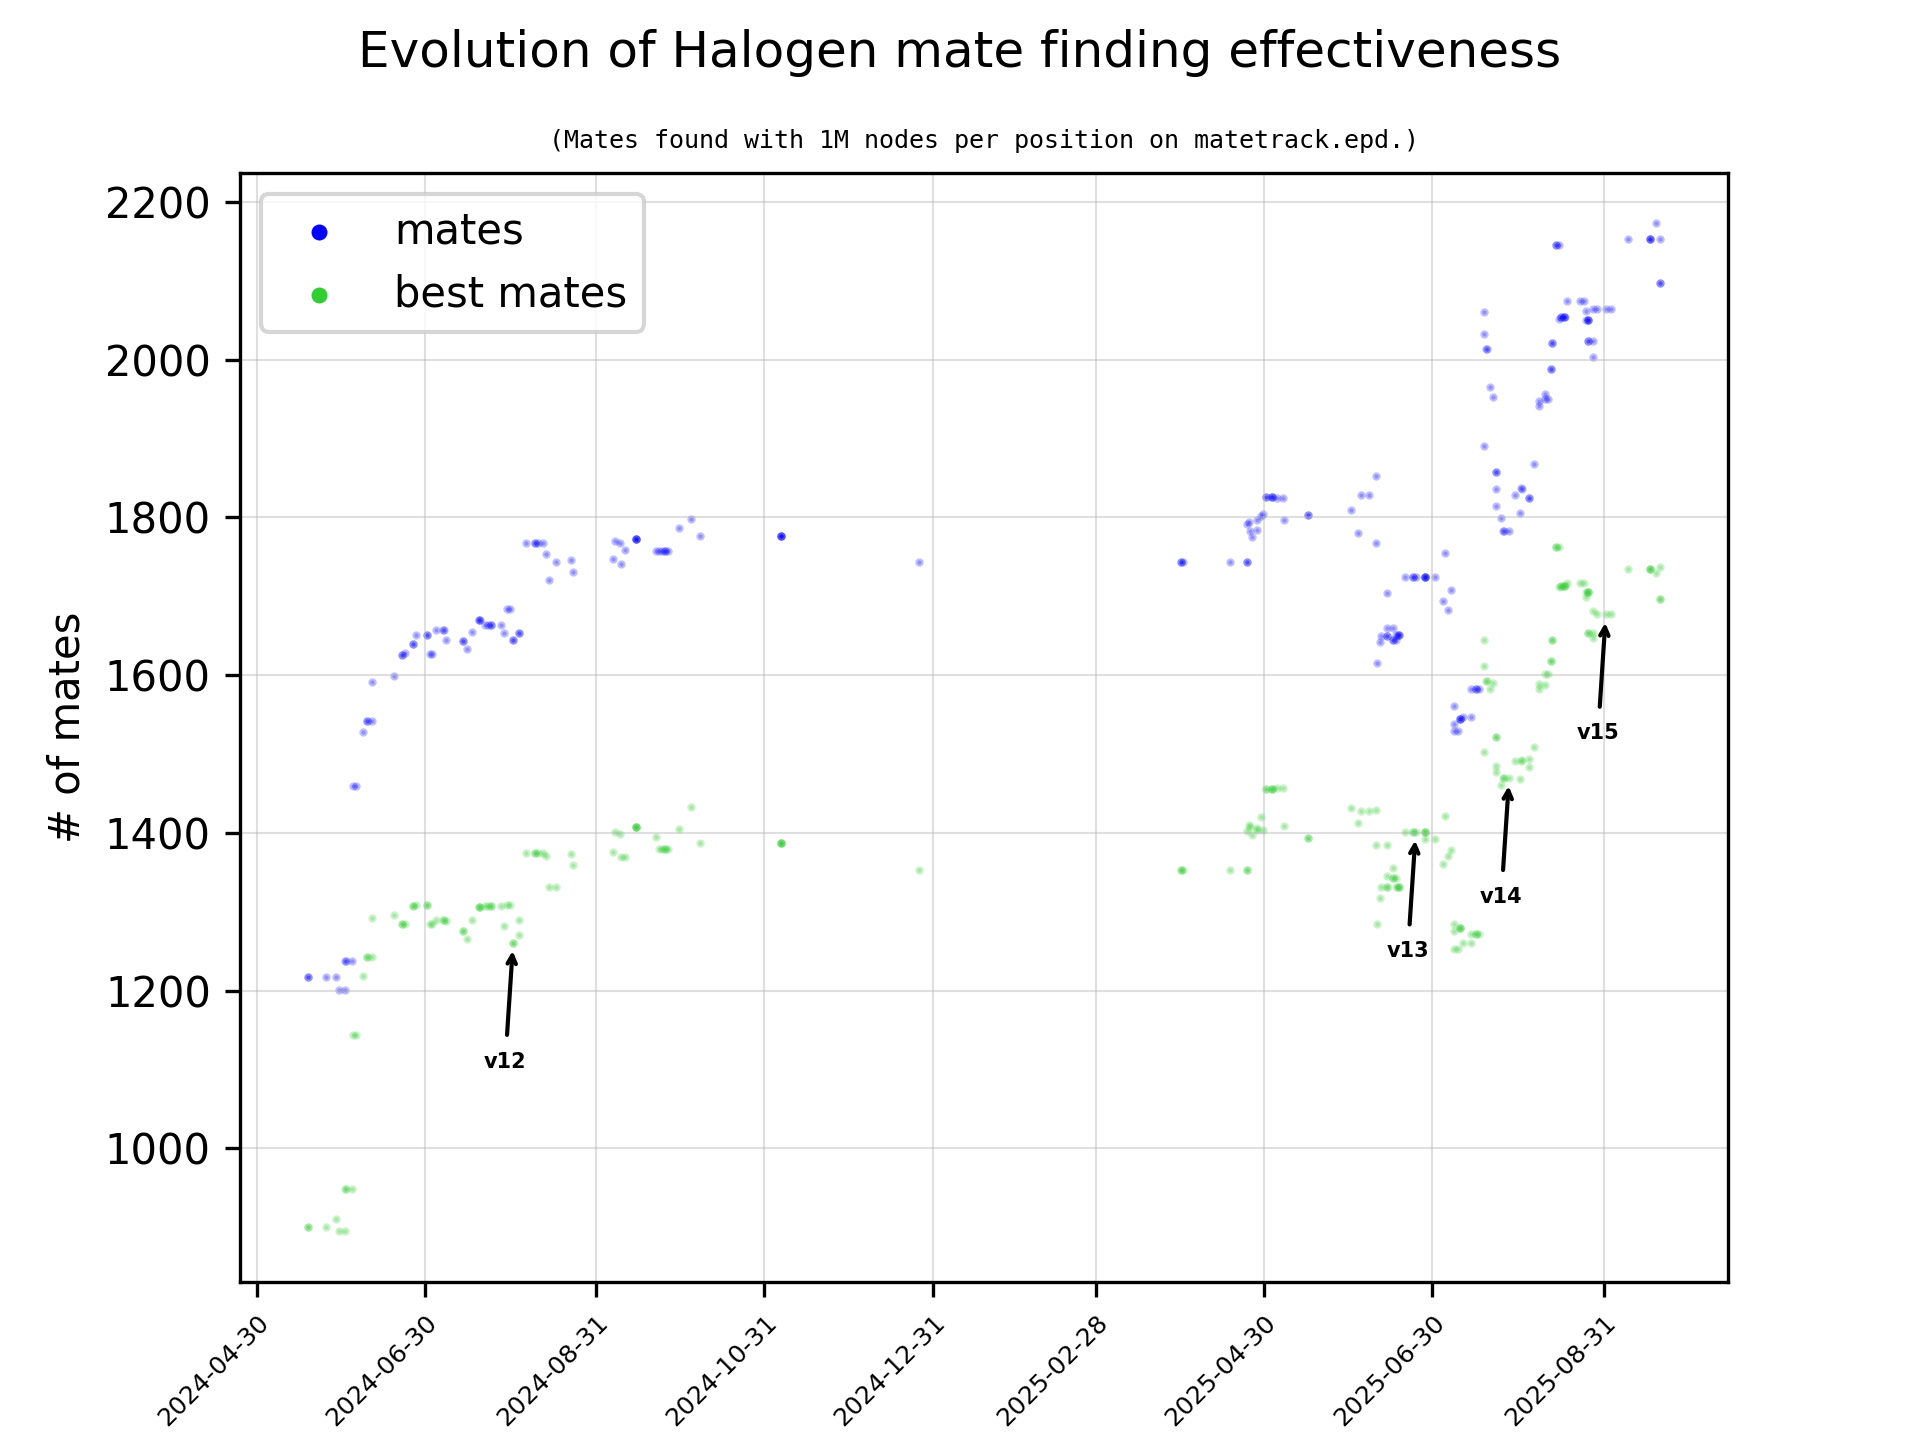 Evolution of Halogen mate finding effectiveness
(Mates found with 1M nodes per position on matetrack.epd.)
# of mates
2200
2000
1800
1600
1400
1200
1000
mates
best mates
v12
v13
v14
v15
2024-04-30
2024-06-30
2024-08-31
2024-10-31
2024-12-31
2025-02-28
2025-04-30
2025-06-30
2025-08-31